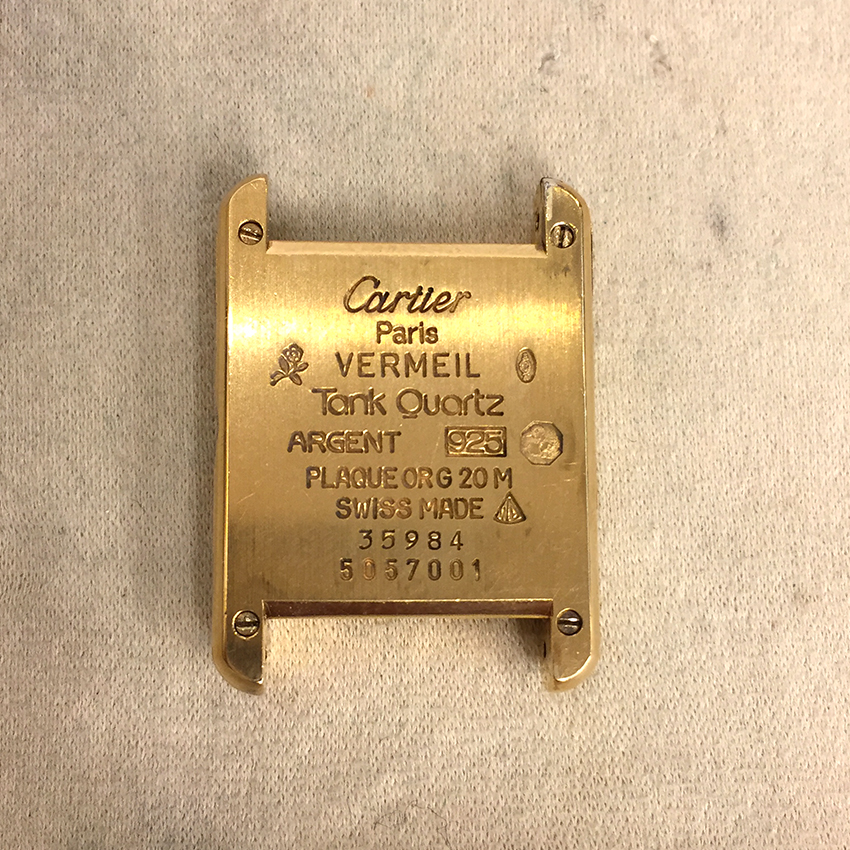 Cartier
Paris
VERMEIL
Tank Quartz
ARGENT 925
PLAQUE OR G 20 M
SWISS MADE
35984
5057001